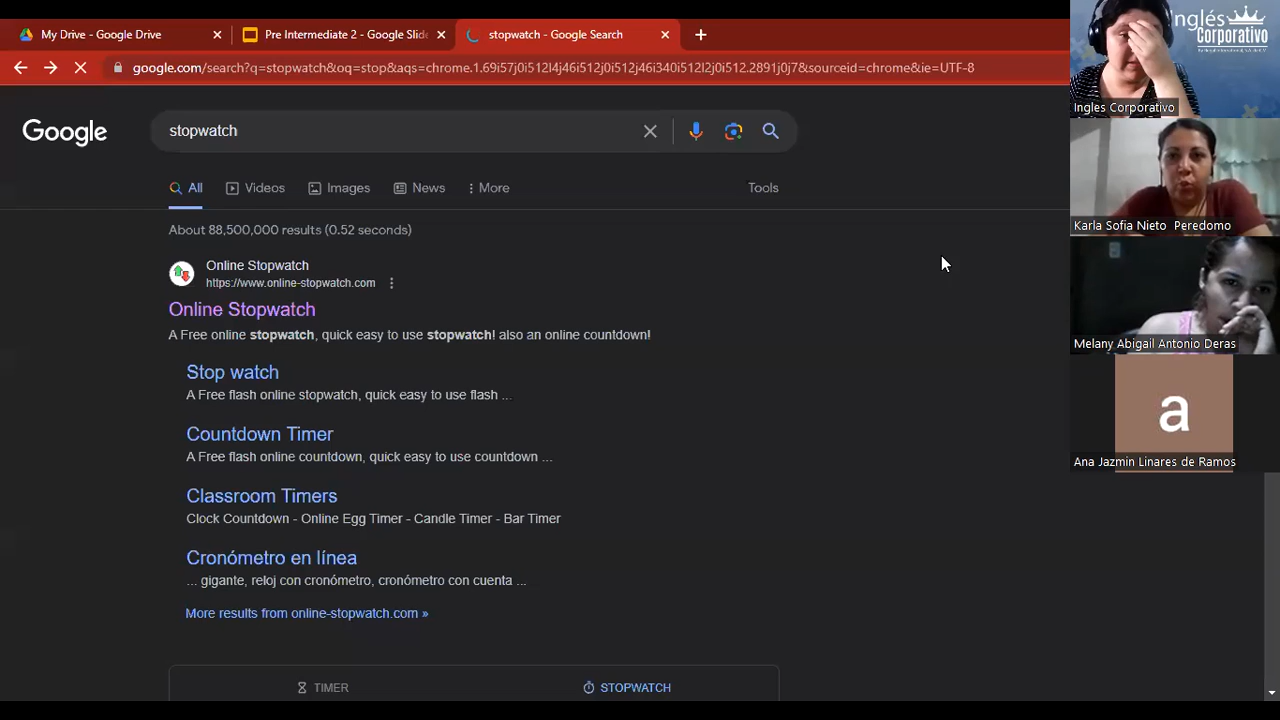 My Drive - Google Drive
Pre Intermediate 2 - Google Slid
stopwatch - Google Search
google.com/search?q=stopwatch&oq=stop&aqs=chrome.1.69i57j0i512l4j46i512j0i512j46i340i512l2j0i512.2891j0j7&sourceid=chrome&ie=UTF-8
Google
stopwatch
All
Videos
Images
News
More
Tools
About 88,500,000 results (0.52 seconds)
Online Stopwatch
https://www.online-stopwatch.com
Online Stopwatch
A Free online stopwatch, quick easy to use stopwatch! also an online countdown!
Stop watch
A Free flash online stopwatch, quick easy to use flash ...
Countdown Timer
A Free flash online countdown, quick easy to use countdown ...
Classroom Timers
Clock Countdown - Online Egg Timer - Candle Timer - Bar Timer
Cronómetro en línea
... gigante, reloj con cronómetro, cronómetro con cuenta ...
More results from online-stopwatch.com »
TIMER
STOPWATCH
Inglés
Corporativo
Ingles Corporativo
Karla Sofia Nieto Peredomo
Melany Abigail Antonio Deras
a
Ana Jazmin Linares de Ramos